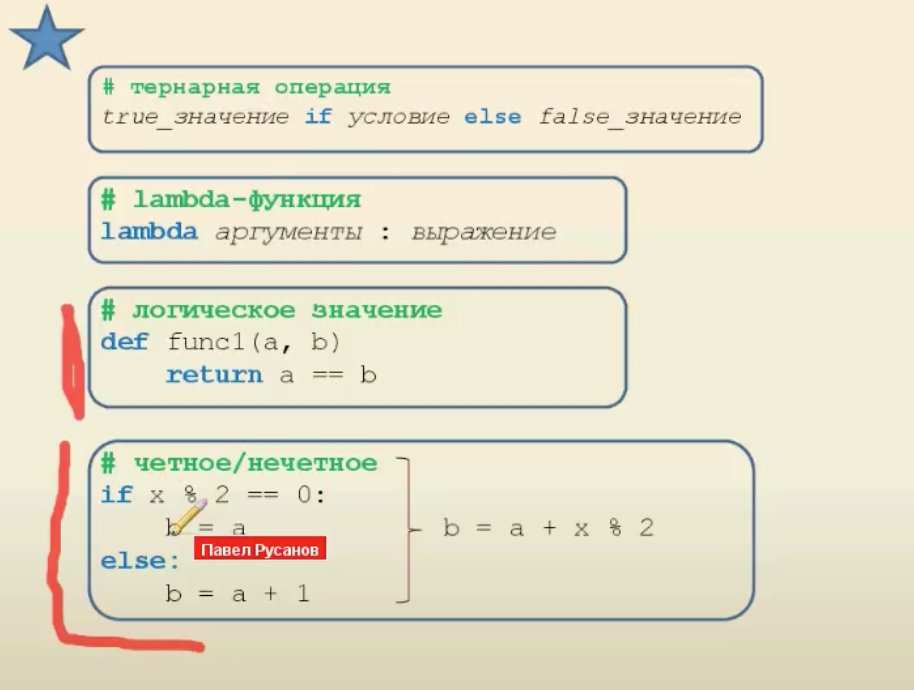 # тернарная операция
true_значение if условие else false_значение
# lambda-функция
lambda аргументы : выражение
# логическое значение
def func1(a, b)
return a == b
# четное/нечетное
if x % 2 == 0:
b = a
else:
b = a + 1
b = a + x % 2
Павел Русанов